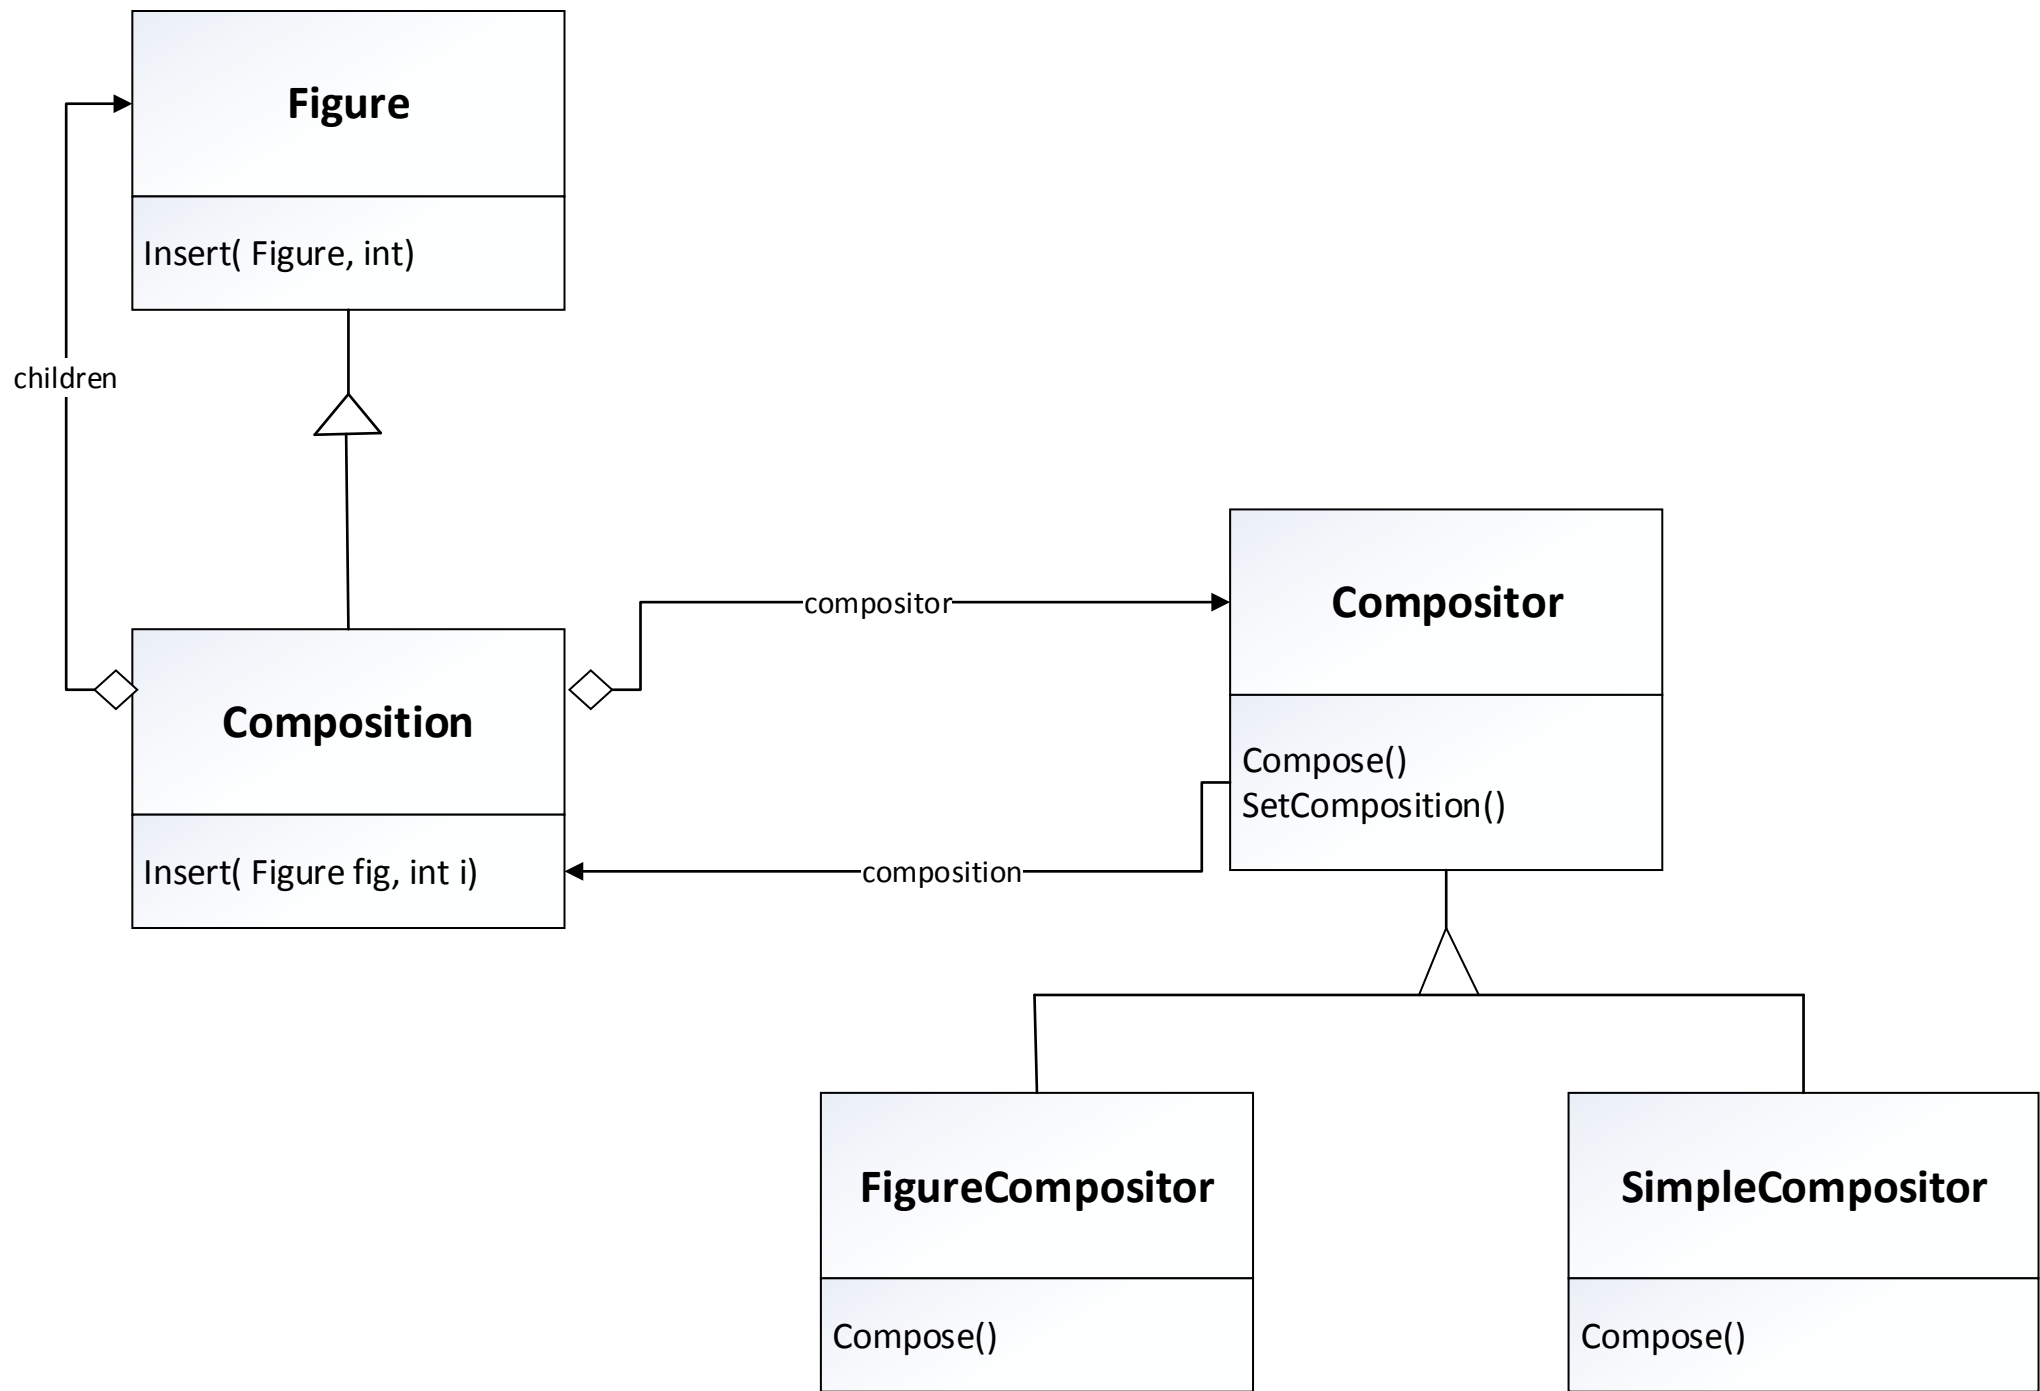 Figure
Insert( Figure, int)
children
compositor
Compositor
Composition
Compose()
SetComposition()
Insert( Figure fig, int i)
composition
FigureCompositor
SimpleCompositor
Compose()
Compose()